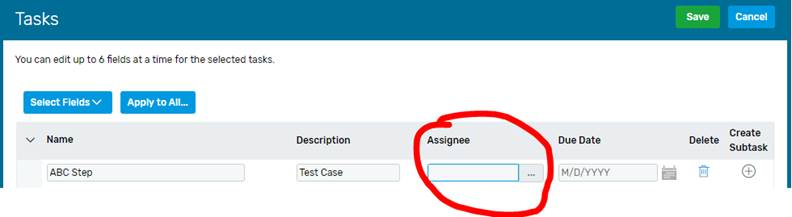 Tasks
Save
Cancel
You can edit up to 6 fields at a time for the selected tasks.
Select Fields
Apply to All...
Name
Description
Assignee
Due Date
Delete
Create
Subtask
ABC Step
Test Case
...
M/D/YYYY